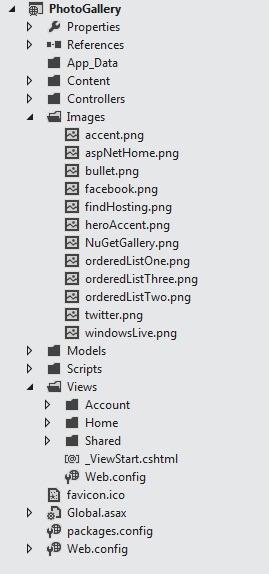 PhotoGallery
Properties
References
App_Data
Content
Controllers
Images
accent.png
aspNetHome.png
bullet.png
facebook.png
findHosting.png
heroAccent.png
NuGetGallery.png
orderedListOne.png
orderedListThree.png
orderedListTwo.png
twitter.png
windowsLive.png
Models
Scripts
Views
Account
Home
Shared
_ViewStart.cshtml
Web.config
favicon.ico
Global.asax
packages.config
Web.config